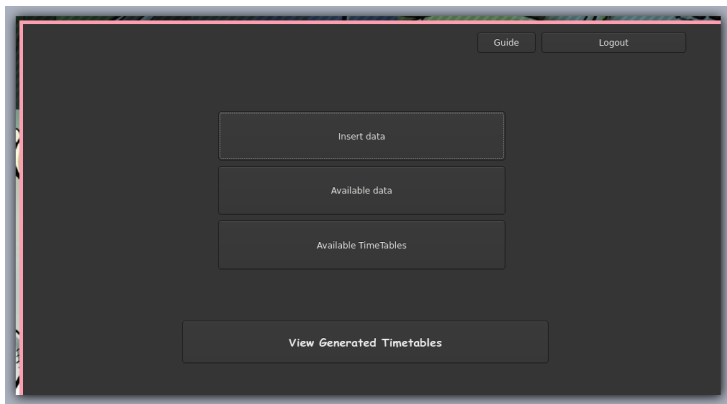 Guide
Logout
Insert data
Available data
Available TimeTables
View Generated Timetables